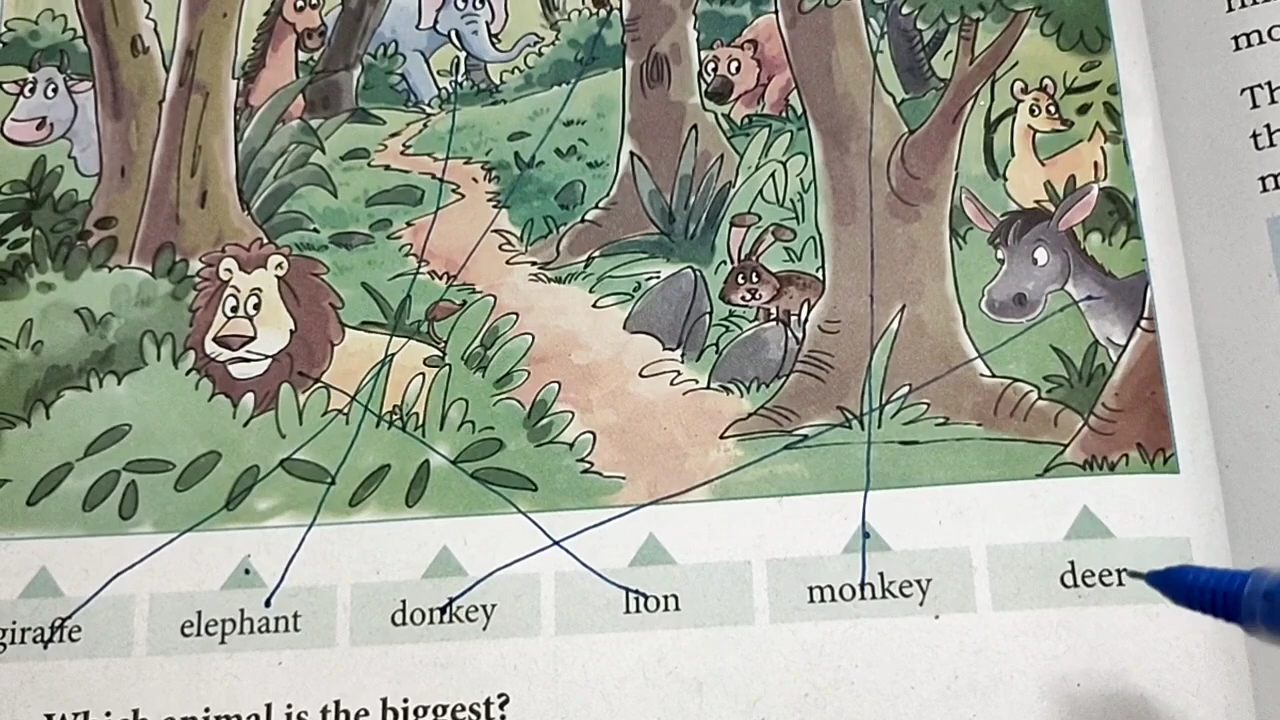 giraffe
elephant
donkey
lion
monkey
deer
Which animal is the biggest?